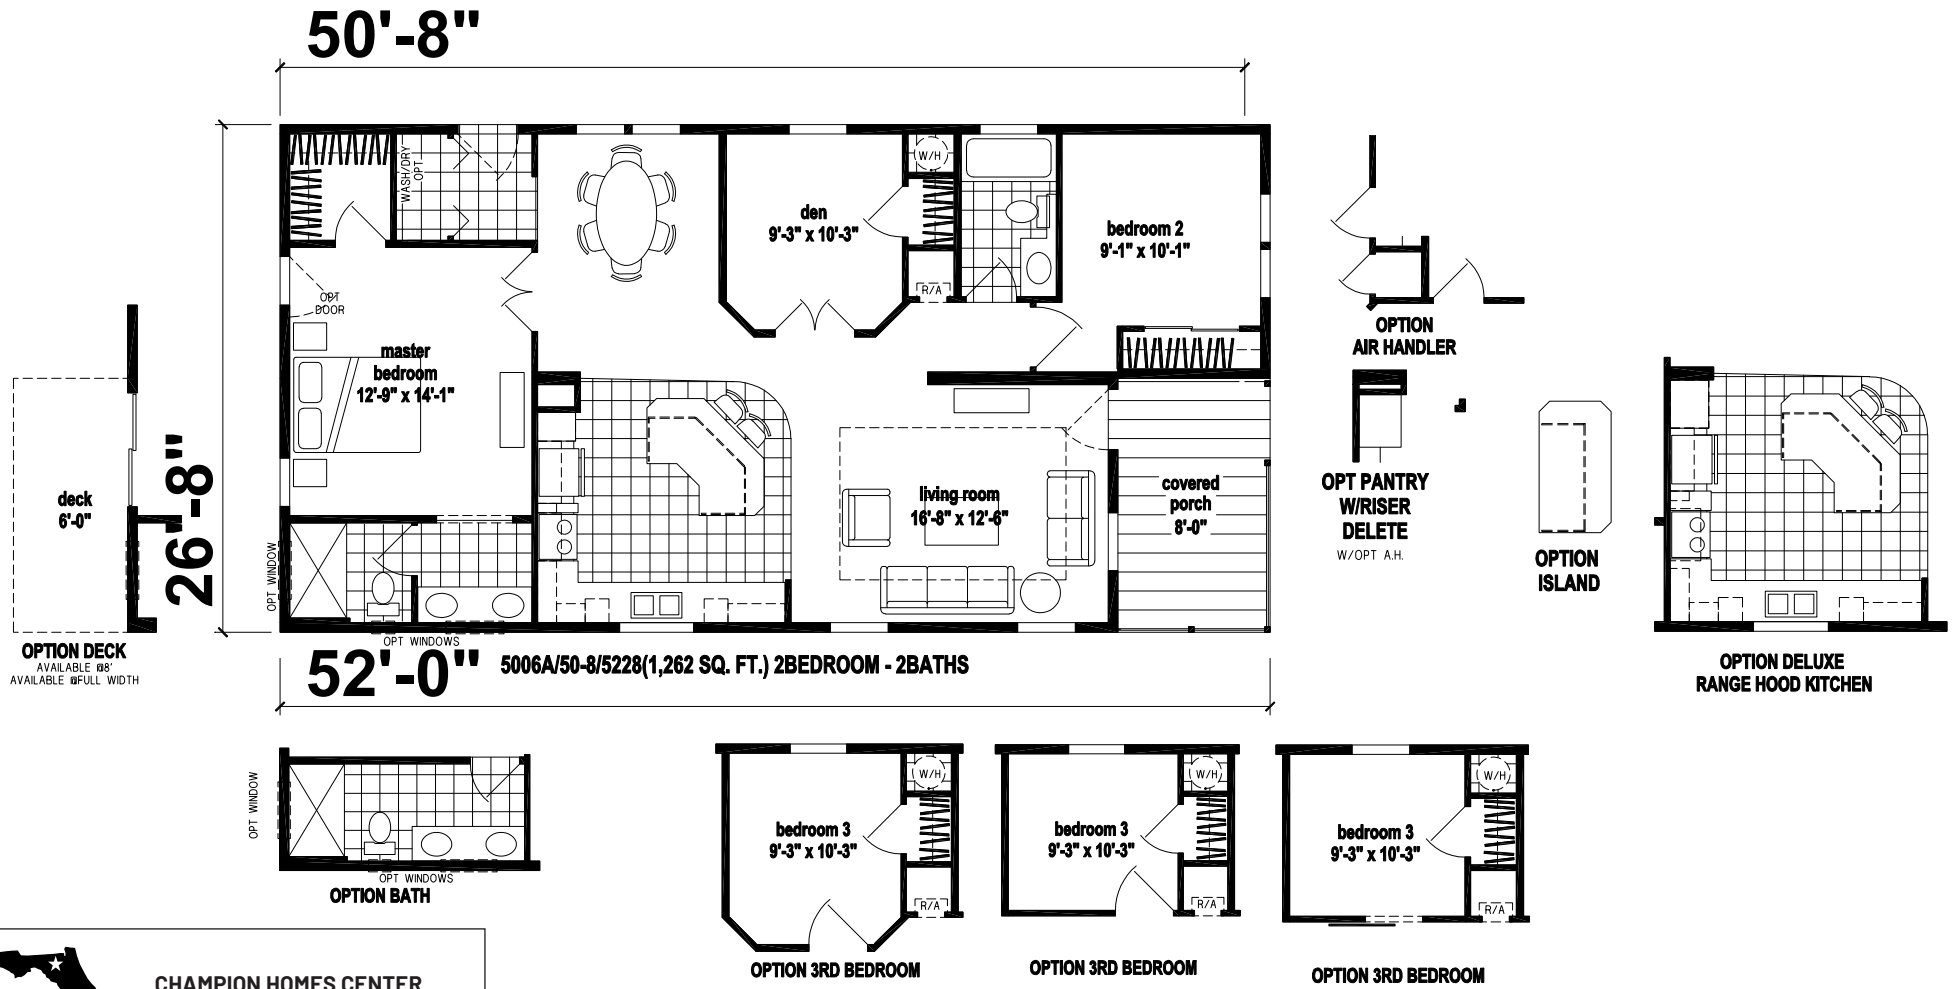 50'-8"
26'-8"
WASH/DRY
OPT
W/H
den
9'-3" x 10'-3"
R/A
bedroom 2
9'-1" x 10'-1"
OPT
DOOR
master
bedroom
12'-9" x 14'-1"
living room
16'-8" x 12'-6"
covered
porch
8'-0"
OPT WINDOW
OPT WINDOWS
deck
6'-0"
OPTION DECK
AVAILABLE @8'
AVAILABLE @FULL WIDTH
OPTION
AIR HANDLER
OPT PANTRY
W/RISER
DELETE
W/OPT A.H.
OPTION
ISLAND
OPTION DELUXE
RANGE HOOD KITCHEN
52'-0"
5006A/50-8/5228(1,262 SQ. FT.) 2BEDROOM - 2BATHS
OPT WINDOW
OPT WINDOWS
OPTION BATH
W/H
bedroom 3
9'-3" x 10'-3"
R/A
OPTION 3RD BEDROOM
W/H
bedroom 3
9'-3" x 10'-3"
R/A
OPTION 3RD BEDROOM
W/H
bedroom 3
9'-3" x 10'-3"
R/A
OPTION 3RD BEDROOM
CHAMPION HOMES CENTER